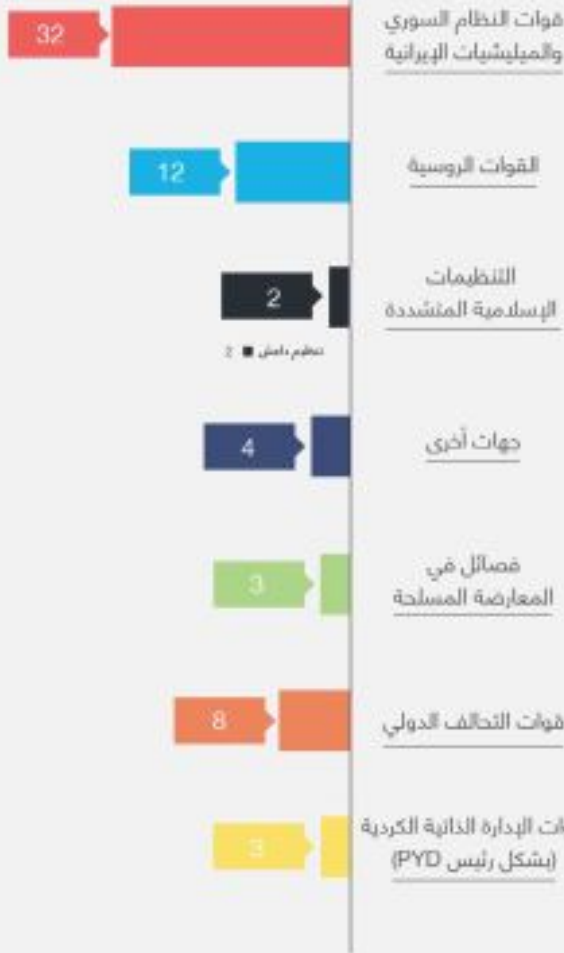 قوات النظام السوري
والميليشيات الإيرانية
32
القوات الروسية
12
التنظيمات
الإسلامية المتشددة
2
تنظيم داعش 2
جهات أخرى
4
فصائل في
المعارضة المسلحة
3
قوات التحالف الدولي
8
ات الإدارة الذاتية الكردية
(بشكل رئيس PYD)
3